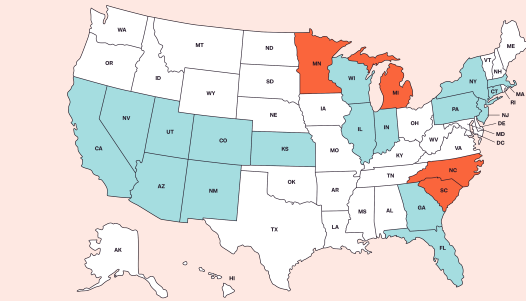 WA
ME
MT
ND
VT
OR
MN
NH
ID
WI
SD
NY
MA
WY
MI
CT
RI
IA
PA
NV
NE
NJ
OH
DE
UT
IL
IN
CO
MD
WV
CA
KS
MO
VA
DC
KY
NC
TN
AZ
OK
NM
AR
SC
MS
AL
GA
TX
LA
FL
AK
HI